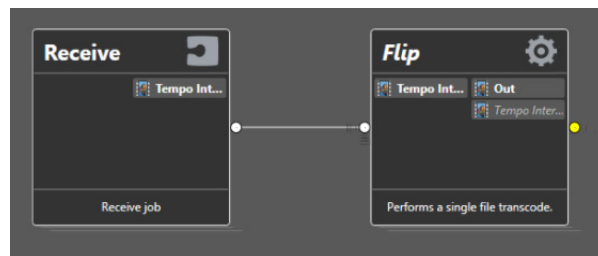 Receive
Tempo Int...
Receive job
Flip
Tempo Int...
Out
Tempo Inter...
Performs a single file transcode.